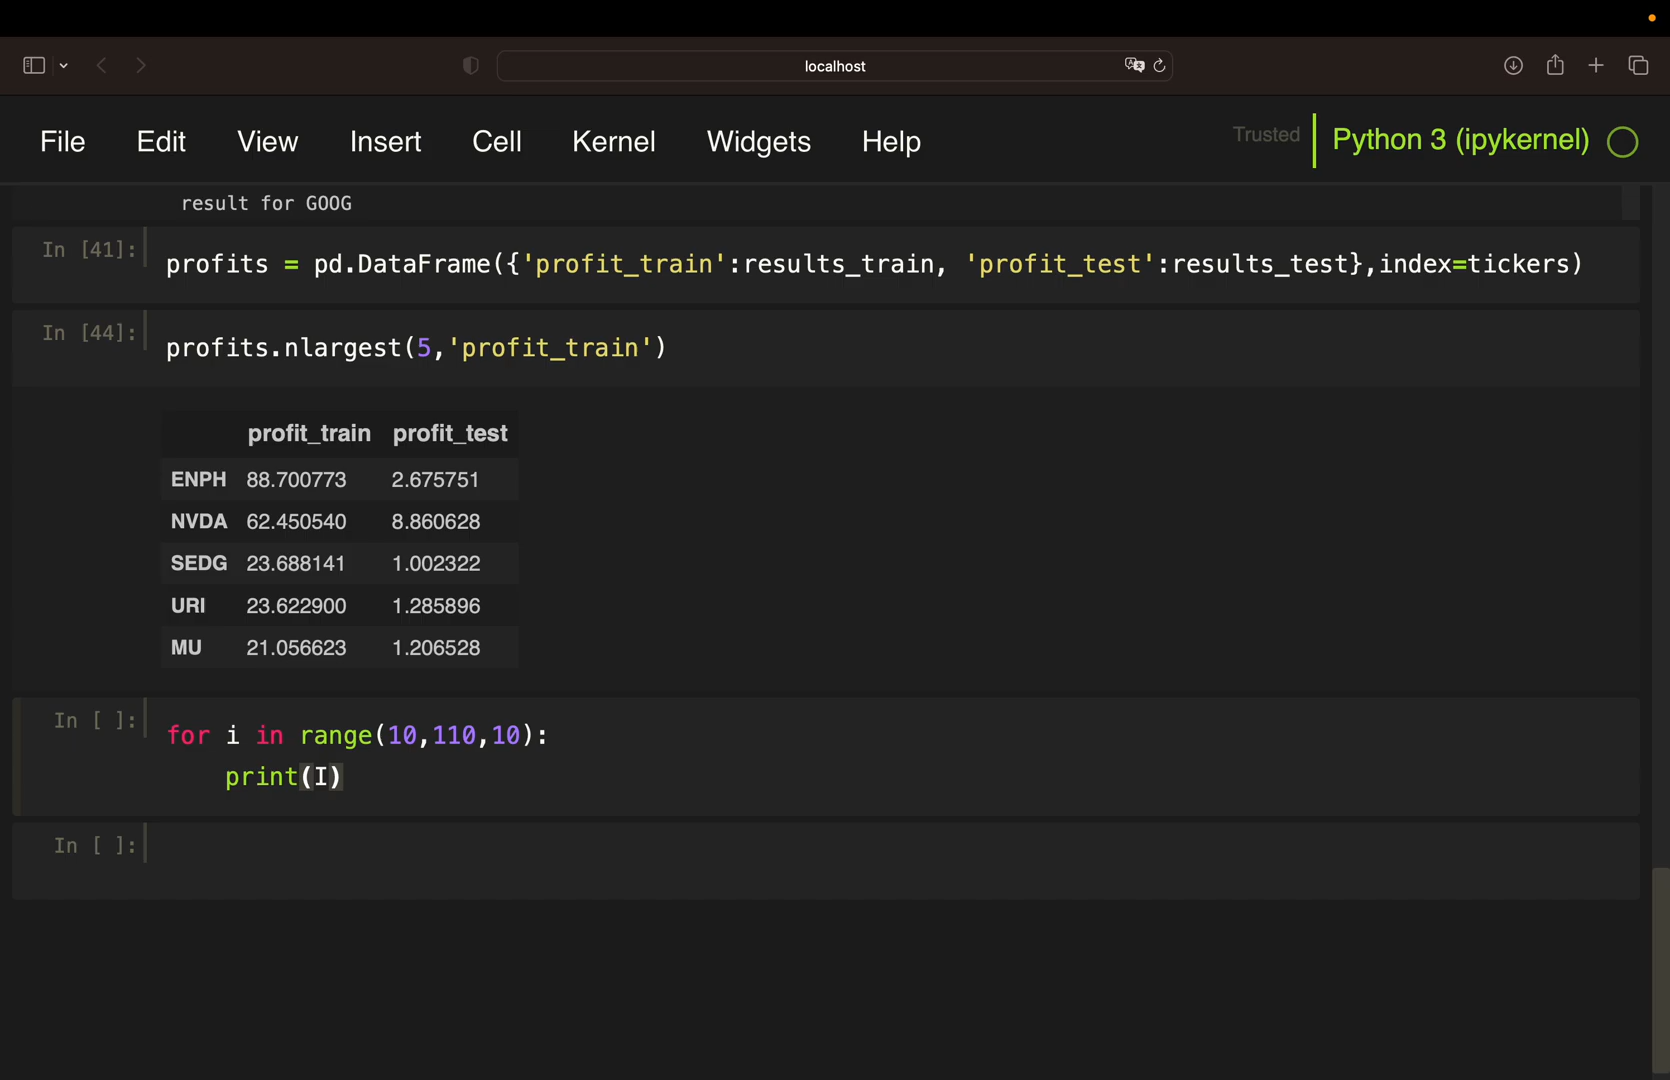 localhost
File Edit View Insert Cell Kernel Widgets Help Trusted Python 3 (ipykernel)
result for GOOG
In [41]: profits = pd.DataFrame({'profit_train':results_train, 'profit_test':results_test},index=tickers)
In [44]: profits.nlargest(5,'profit_train')
profit_train profit_test
ENPH 88.700773 2.675751
NVDA 62.450540 8.860628
SEDG 23.688141 1.002322
URI 23.622900 1.285896
MU 21.056623 1.206528
In [ ]: for i in range(10,110,10):
print(I)
In [ ]: